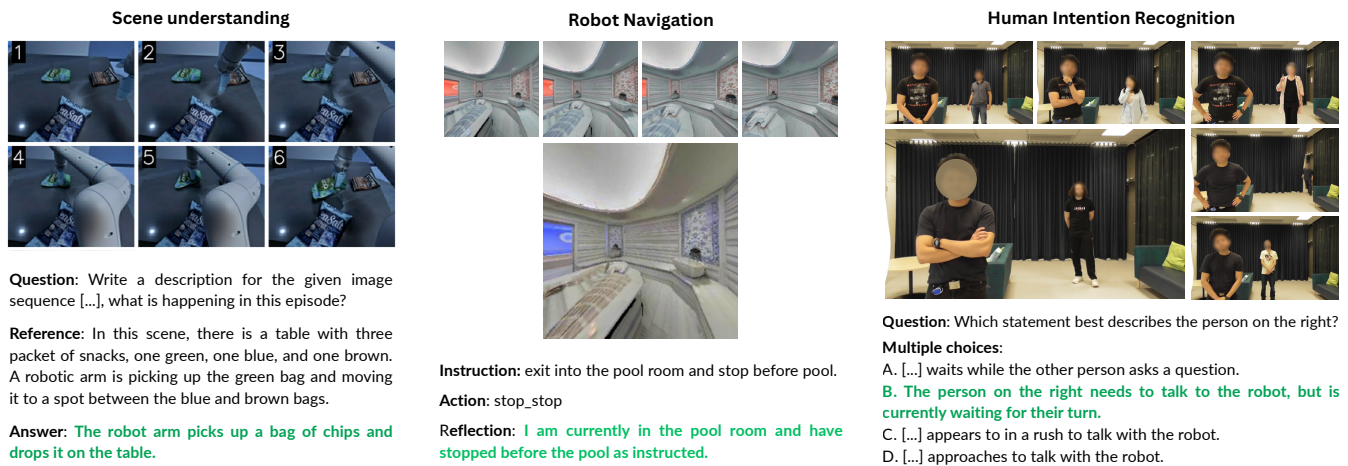 Scene understanding
1
2
3
4
5
6
SeaSalt
Question: Write a description for the given image
sequence [...], what is happening in this episode?
Reference: In this scene, there is a table with three
packet of snacks, one green, one blue, and one brown.
A robotic arm is picking up the green bag and moving
it to a spot between the blue and brown bags.
Answer: The robot arm picks up a bag of chips and
drops it on the table.
Robot Navigation
Instruction: exit into the pool room and stop before pool.
Action: stop_stop
Reflection: I am currently in the pool room and have
stopped before the pool as instructed.
Human Intention Recognition
Question: Which statement best describes the person on the right?
Multiple choices:
A. [...] waits while the other person asks a question.
B. The person on the right needs to talk to the robot, but is
currently waiting for their turn.
C. [...] appears to in a rush to talk with the robot.
D. [...] approaches to talk with the robot.